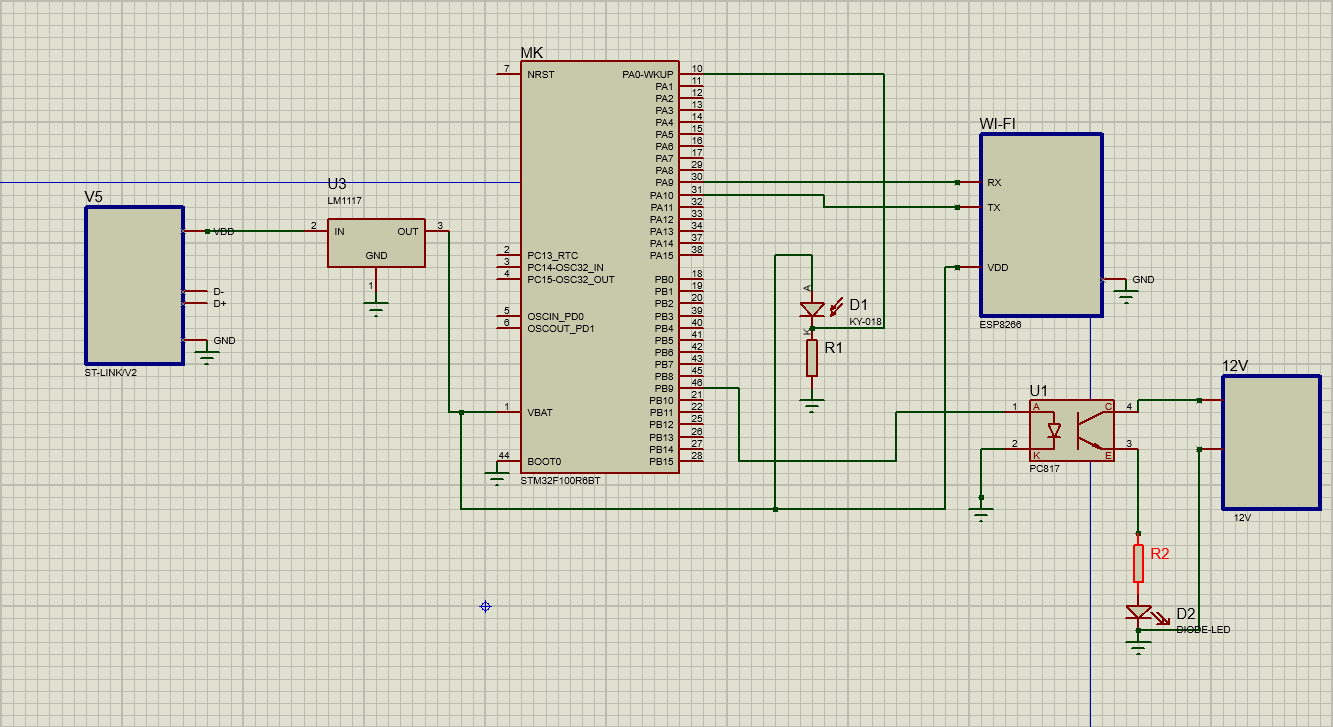 MK
7 NRST
PA0-WKUP 10
PA1 11
PA2 12
PA3 13
PA4 14
PA5 15
PA6 16
PA7 17
PA8 29
PA9 30
PA10 31
PA11 32
PA12 33
PA13 34
PA14 37
PA15 38
2 PC13_RTC
3 PC14-OSC32_IN
4 PC15-OSC32_OUT
PB0 18
PB1 19
PB2 20
PB3 39
PB4 40
PB5 41
PB6 42
PB7 43
PB8 45
PB9 46
PB10 21
PB11 22
PB12 25
PB13 26
PB14 27
PB15 28
5 OSCIN_PD0
6 OSCOUT_PD1
1 VBAT
44 BOOT0
STM32F100R6BT
V5
VDD
D-
D+
GND
ST-LINK/V2
U3
LM1117
2 IN
OUT 3
GND
1
WI-FI
RX
TX
VDD
GND
ESP8266
A
D1
KY-018
K
R1
U1
1 A
C 4
2 K
E 3
PC817
12V
12V
R2
D2
DIODE-LED